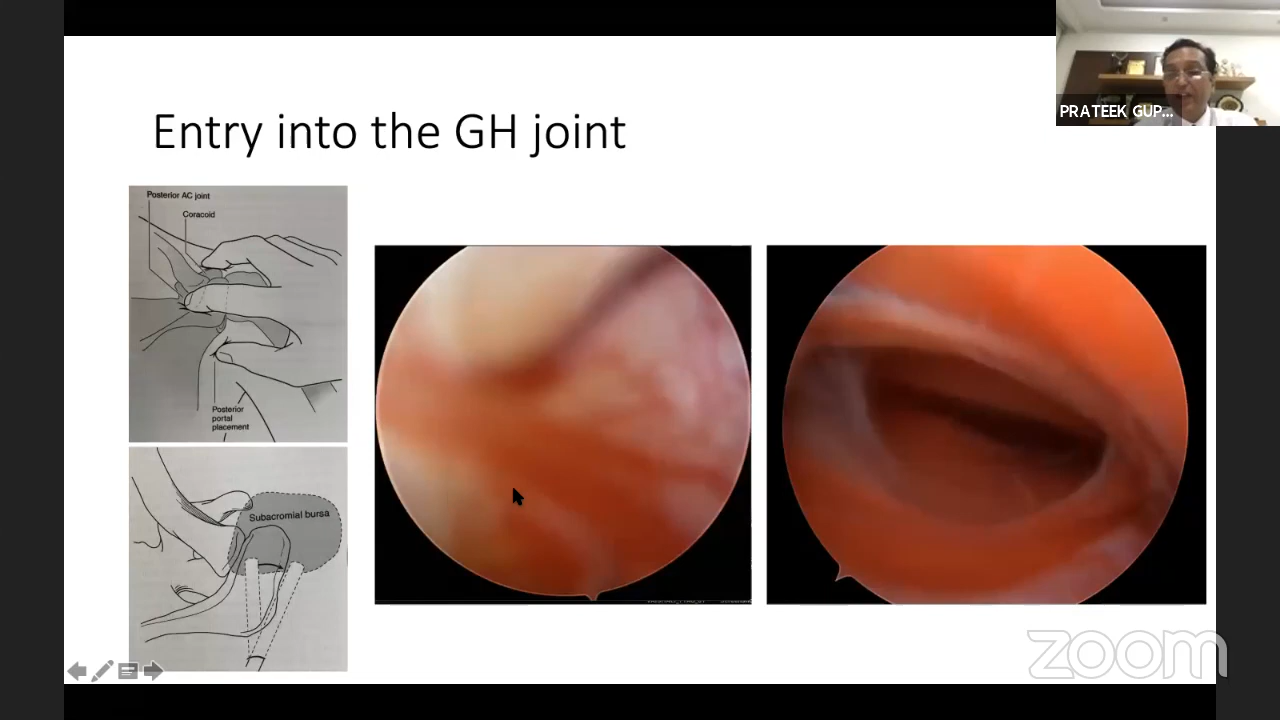 PRATEEK GUP...
Entry into the GH joint
Posterior AC joint
Coracoid
Posterior
portal
placement
Subacromial bursa
zoom